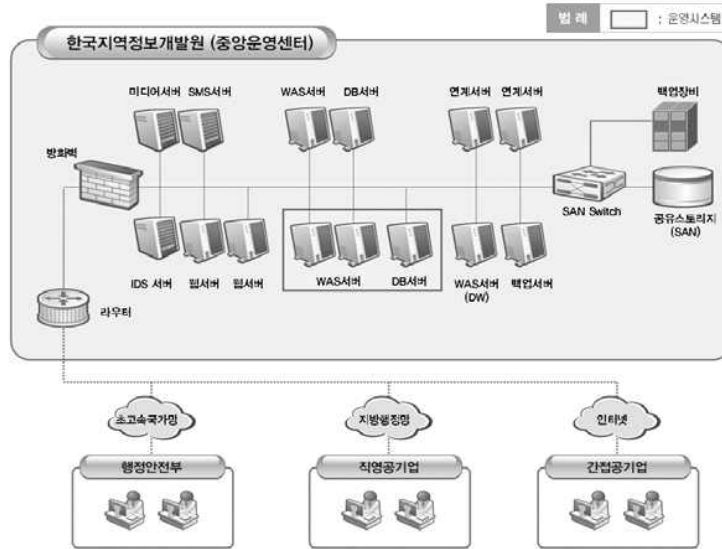 범 례
: 운영시스템
한국지역정보개발원 (중앙운영센터)
미디어서버 SMS서버 WAS서버 DB서버 연계서버 연계서버 백업장비
방화벽
SAN Switch
공유스토리지
(SAN)
IDS 서버 웹서버 웹서버 WAS서버 DB서버 WAS서버
(DW) 백업서버
라우터
초고속국가망 지방행정망 인터넷
행정안전부 직영공기업 간접공기업